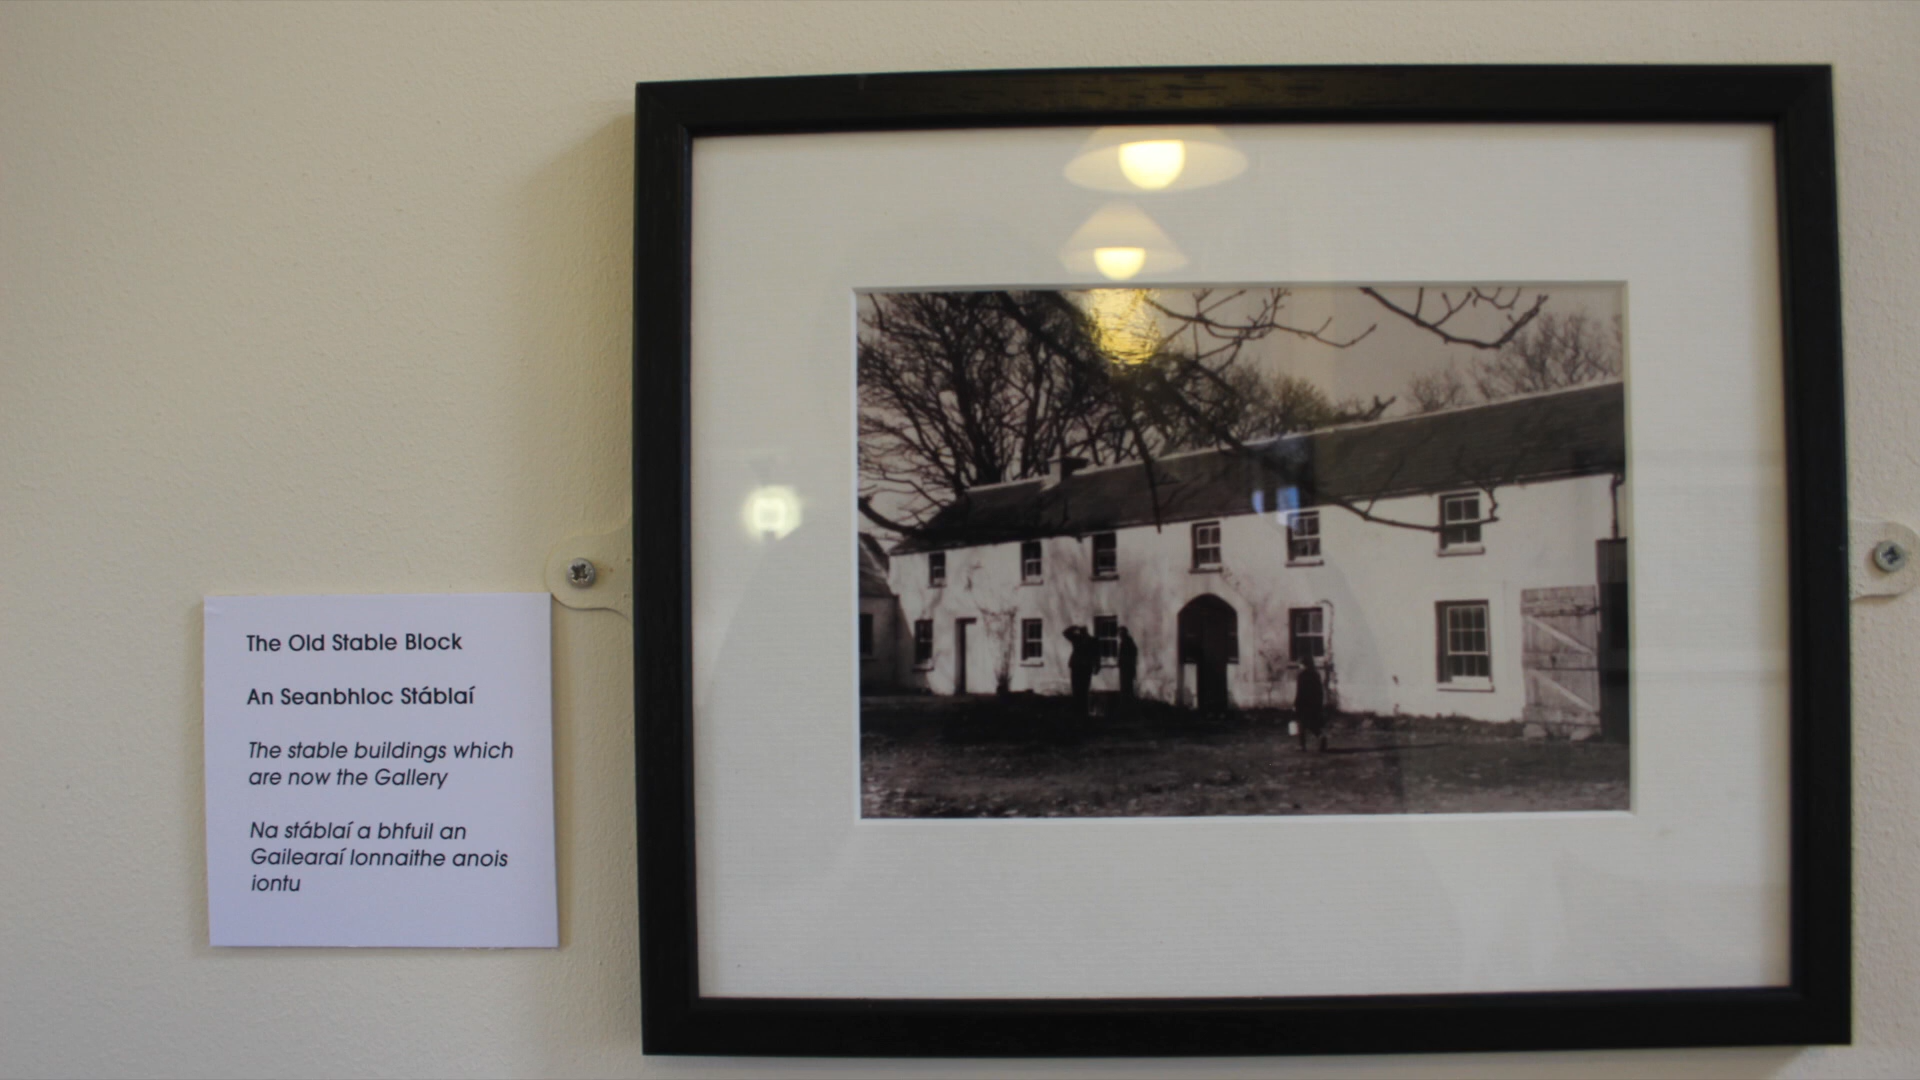 The Old Stable Block
An Seanbhloc Stáblaí
The stable buildings which
are now the Gallery
Na stáblaí a bhfuil an
Gailearaí lonnaithe anois
iontu